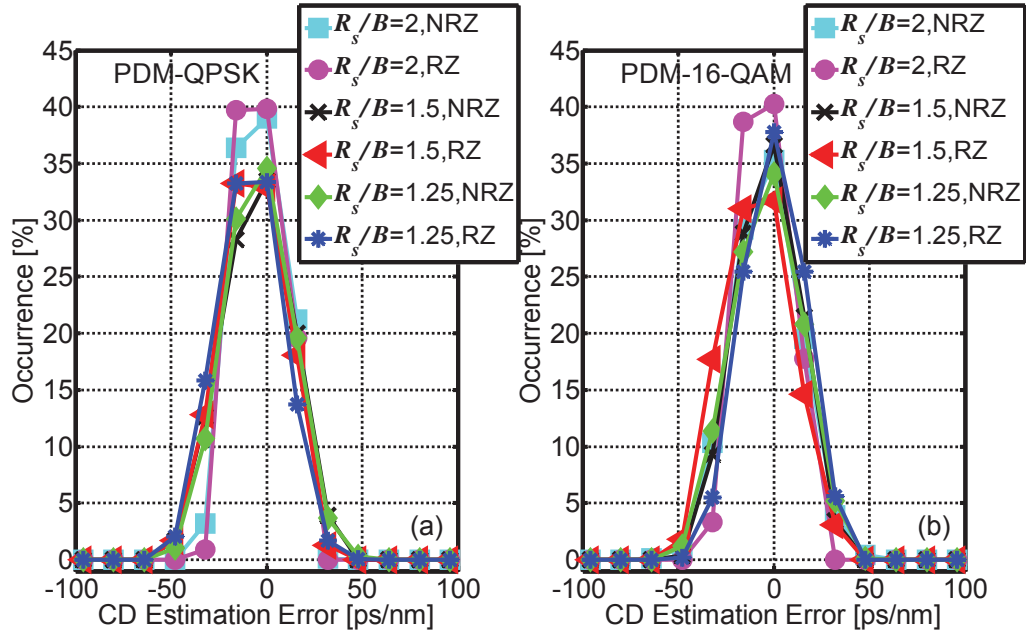 R_s/B=2,NRZ
R_s/B=2,RZ
R_s/B=1.5,NRZ
R_s/B=1.5,RZ
R_s/B=1.25,NRZ
R_s/B=1.25,RZ
PDM-QPSK
45
40
35
30
25
20
15
10
5
0
Occurrence [%]
(a)
-100 -50 0 50 100
CD Estimation Error [ps/nm]
R_s/B=2,NRZ
R_s/B=2,RZ
R_s/B=1.5,NRZ
R_s/B=1.5,RZ
R_s/B=1.25,NRZ
R_s/B=1.25,RZ
PDM-16-QAM
45
40
35
30
25
20
15
10
5
0
Occurrence [%]
(b)
-100 -50 0 50 100
CD Estimation Error [ps/nm]